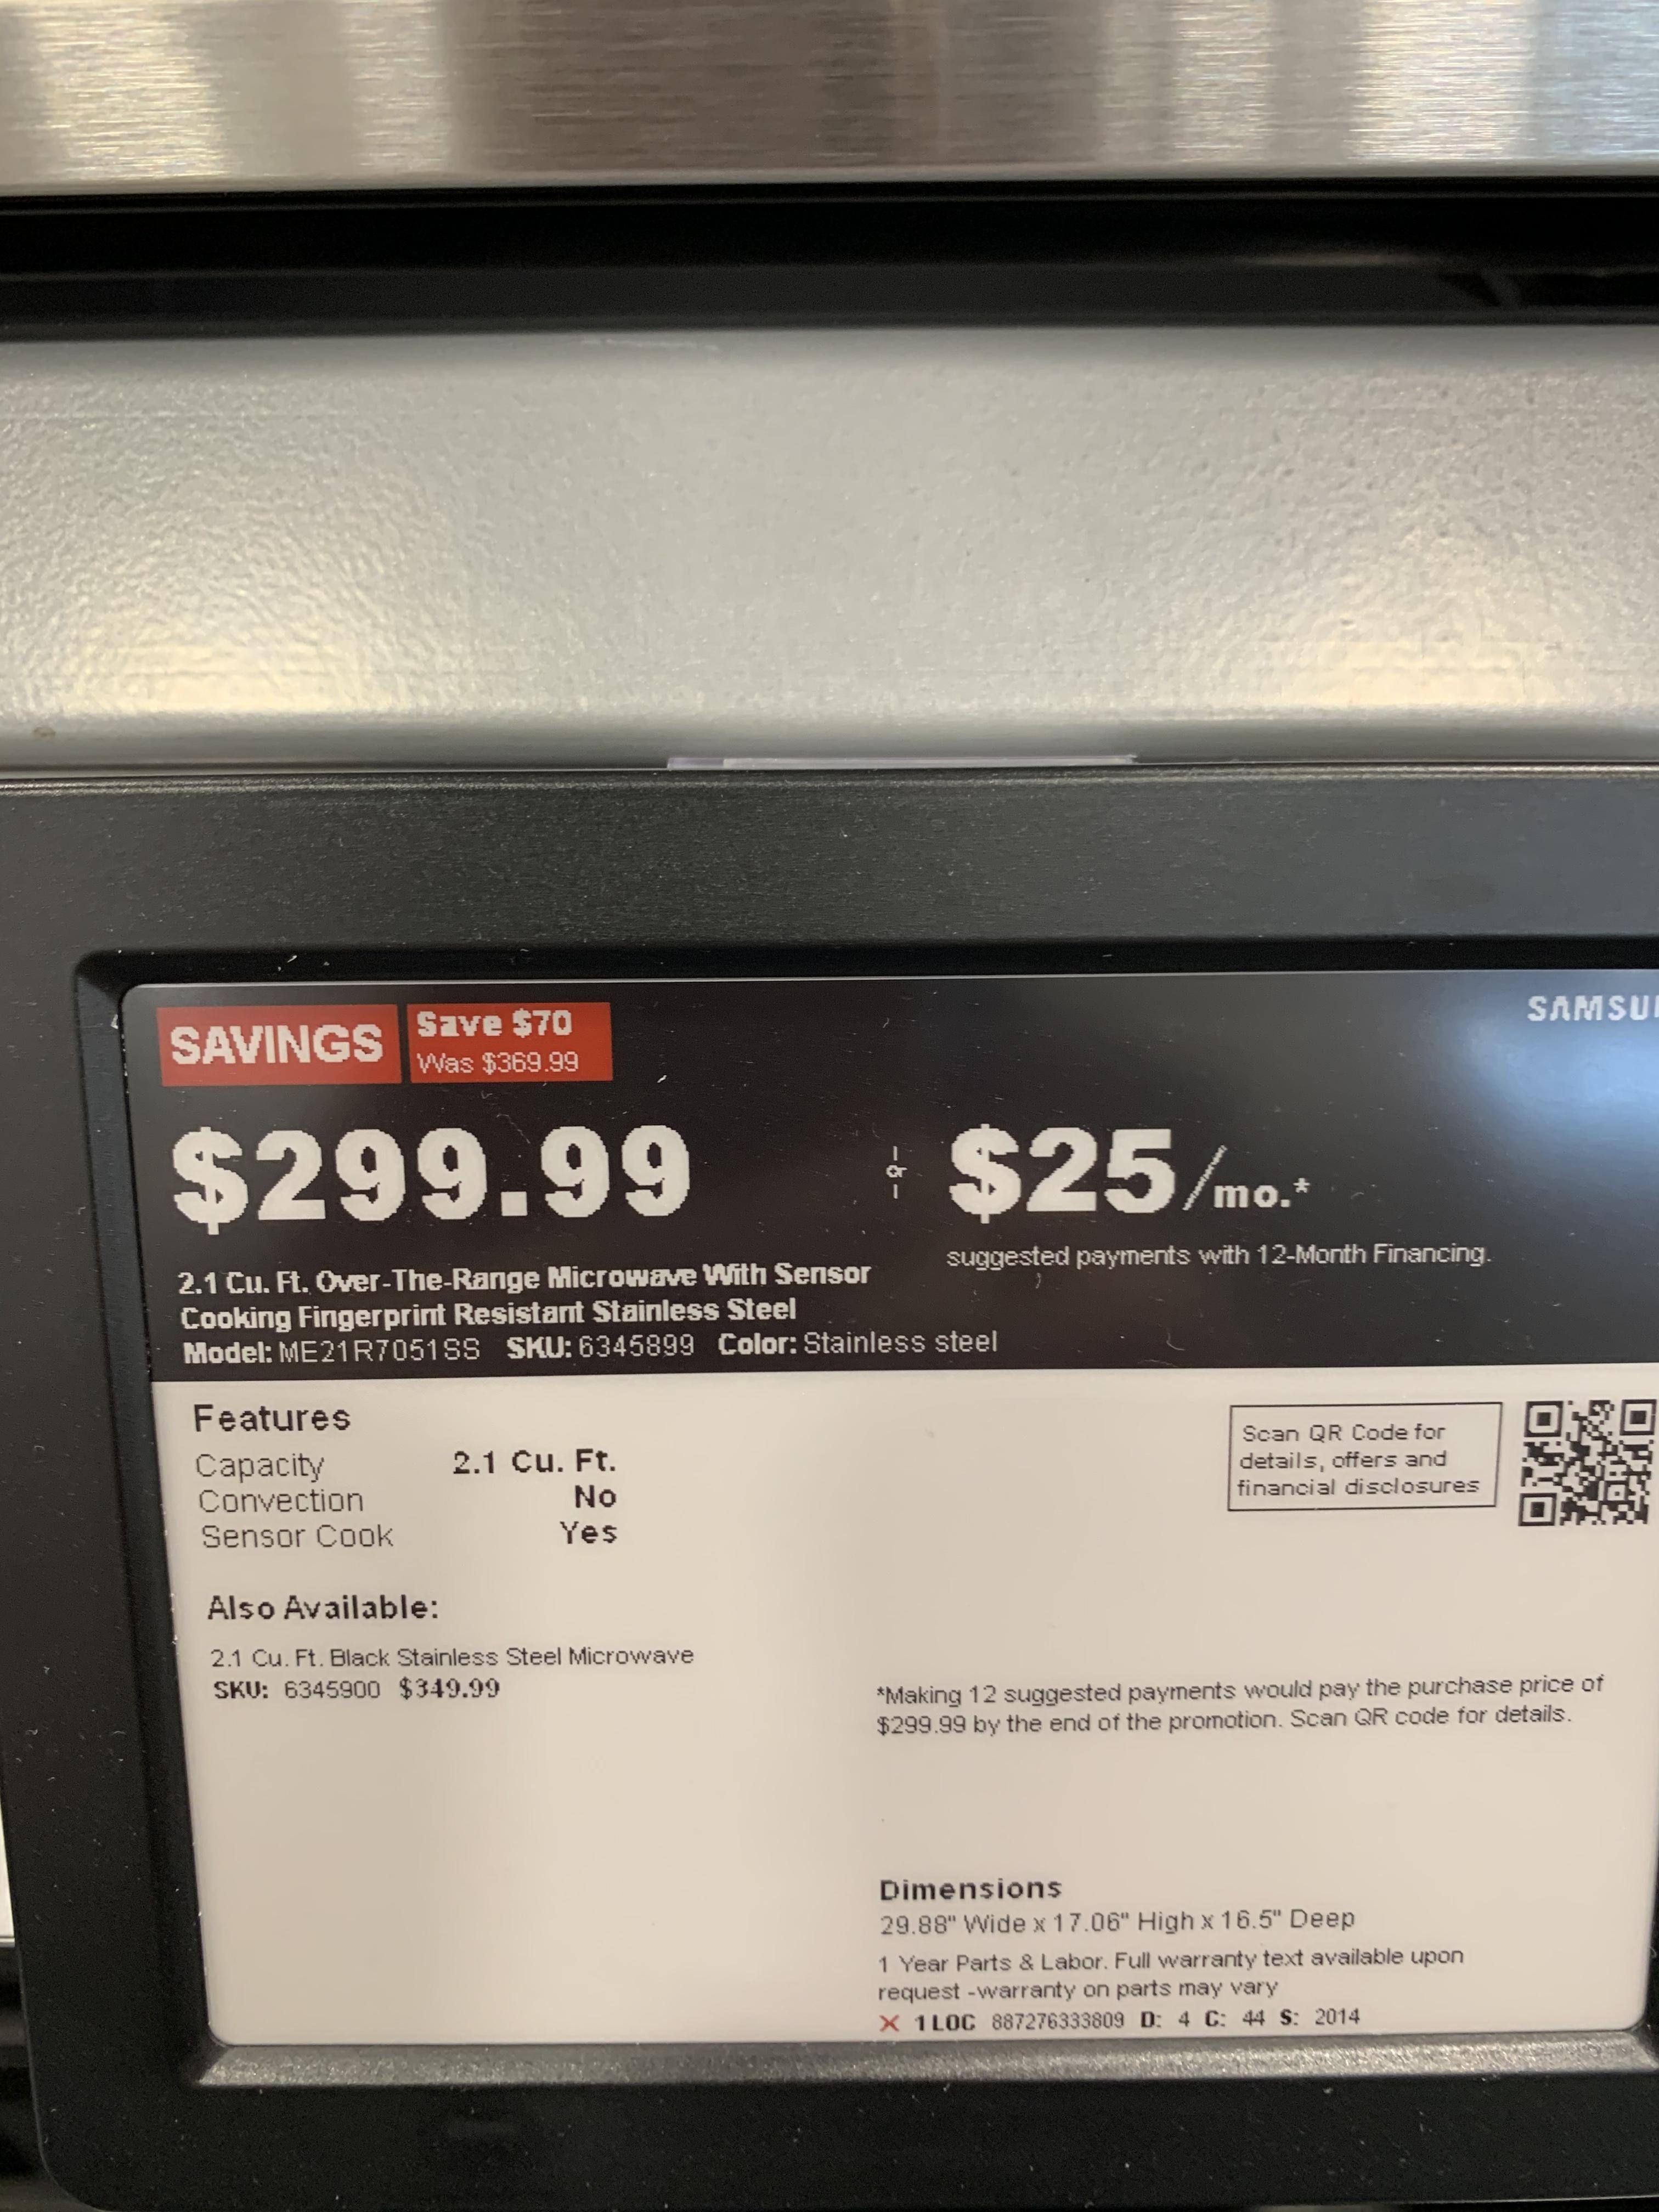 SAVINGS
Save $70
Was $369.99
$299.99
or
$25/mo.*
suggested payments with 12-Month Financing.
2.1 Cu. Ft. Over-The-Range Microwave With Sensor
Cooking Fingerprint Resistant Stainless Steel
Model: ME21R7051SS SKU: 6345899 Color: Stainless steel
Features
Capacity 2.1 Cu. Ft.
Convection No
Sensor Cook Yes
Scan QR Code for
details, offers and
financial disclosures
Also Available:
2.1 Cu. Ft. Black Stainless Steel Microwave
SKU: 6345900 $349.99
*Making 12 suggested payments would pay the purchase price of
$299.99 by the end of the promotion. Scan QR code for details.
Dimensions
29.88" Wide x 17.06" High x 16.5" Deep
1 Year Parts & Labor. Full warranty text available upon
request -warranty on parts may vary
X 1 LOC 887276333809 D: 4 C: 44 S: 2014